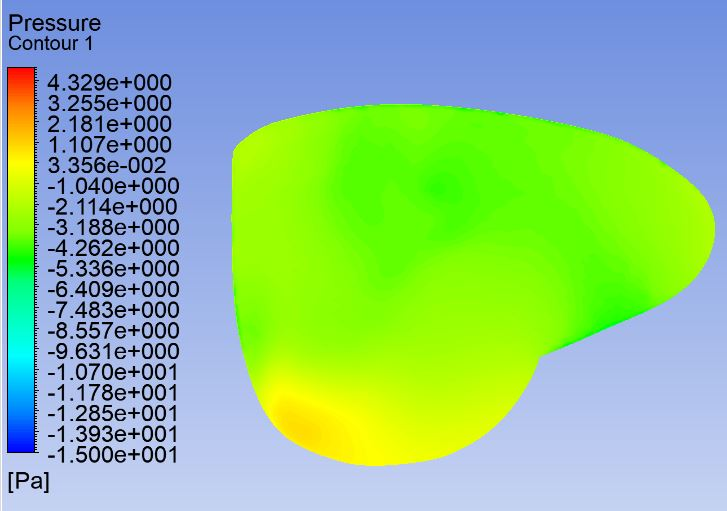 Pressure
Contour 1
4.329e+000
3.255e+000
2.181e+000
1.107e+000
3.356e-002
-1.040e+000
-2.114e+000
-3.188e+000
-4.262e+000
-5.336e+000
-6.409e+000
-7.483e+000
-8.557e+000
-9.631e+000
-1.070e+001
-1.178e+001
-1.285e+001
-1.393e+001
-1.500e+001
[Pa]